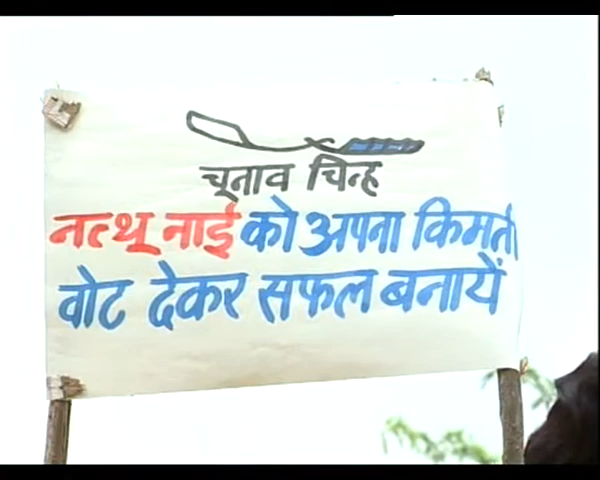 चूनाव चिन्ह
नत्थू नाई को अपना किमती
वोट देकर सफल बनायें